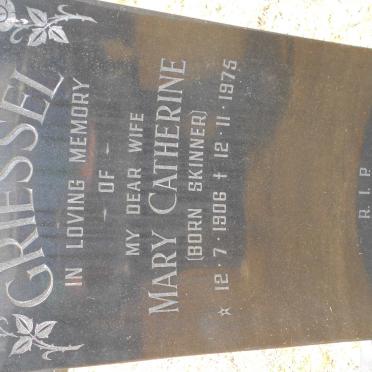 GRIESSEL
IN LOVING MEMORY
- OF -
MY DEAR WIFE
MARY CATHERINE
(BORN SKINNER)
☆ 12 · 7 · 1906 † 12 · 11 · 1975
R. I. P.